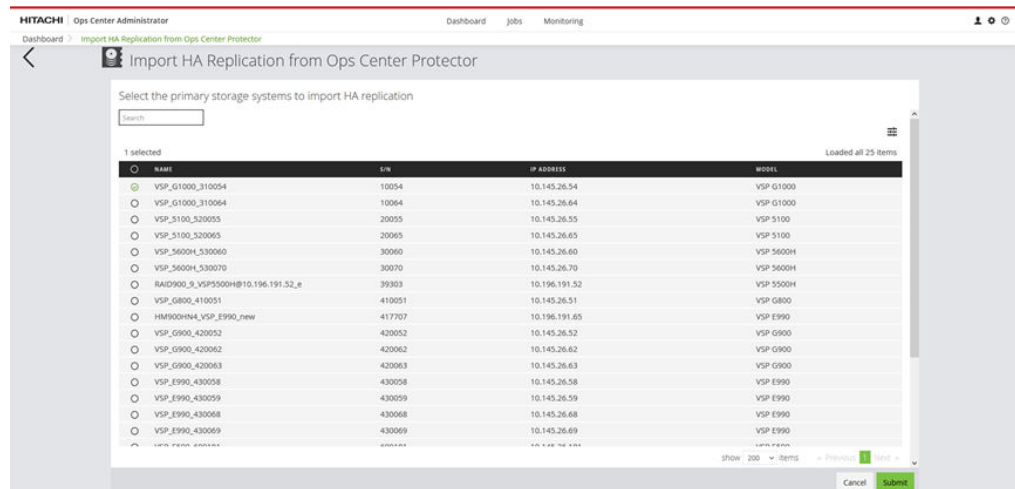 HITACHI Ops Center Administrator Dashboard Jobs Monitoring
Dashboard Import HA Replication from Ops Center Protector
Import HA Replication from Ops Center Protector
Select the primary storage systems to import HA replication
Search
1 selected Loaded all 25 items
NAME S/N IP ADDRESS MODEL
VSP_G1000_310054 10054 10.145.26.54 VSP G1000
VSP_G1000_310064 10064 10.145.26.64 VSP G1000
VSP_5100_520055 20055 10.145.26.55 VSP 5100
VSP_5100_520065 20065 10.145.26.65 VSP 5100
VSP_5600H_530060 30060 10.145.26.60 VSP 5600H
VSP_5600H_530070 30070 10.145.26.70 VSP 5600H
RAID900_9_VSP5500H@10.196.191.52_e 39303 10.196.191.52 VSP 5500H
VSP_G800_410051 410051 10.145.26.51 VSP G800
HM900HN4_VSP_E990_new 417707 10.196.191.65 VSP E990
VSP_G900_420052 420052 10.145.26.52 VSP G900
VSP_G900_420062 420062 10.145.26.62 VSP G900
VSP_G900_420063 420063 10.145.26.63 VSP G900
VSP_E990_430058 430058 10.145.26.58 VSP E990
VSP_E990_430059 430059 10.145.26.59 VSP E990
VSP_E990_430068 430068 10.145.26.68 VSP E990
VSP_E990_430069 430069 10.145.26.69 VSP E990
show 200 items « Previous 1 Next »
Cancel Submit